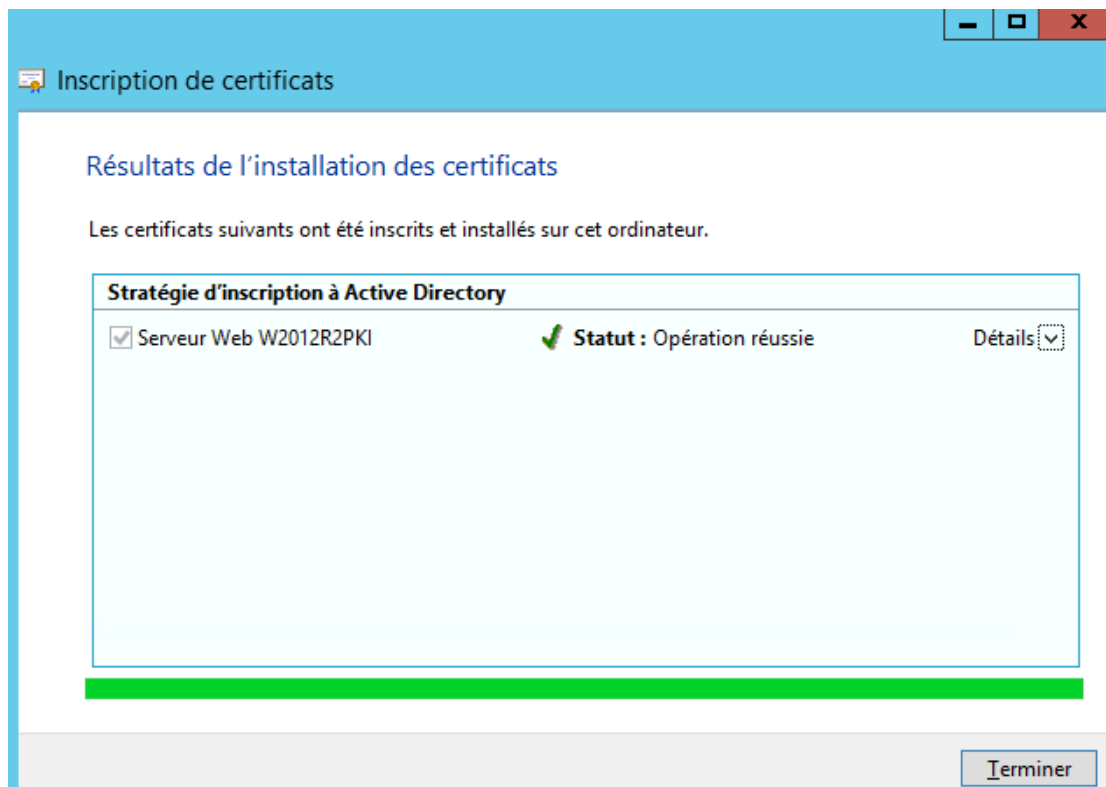 Inscription de certificats
Résultats de l'installation des certificats
Les certificats suivants ont été inscrits et installés sur cet ordinateur.
Stratégie d'inscription à Active Directory
Serveur Web W2012R2PKI Statut : Opération réussie Détails
Terminer